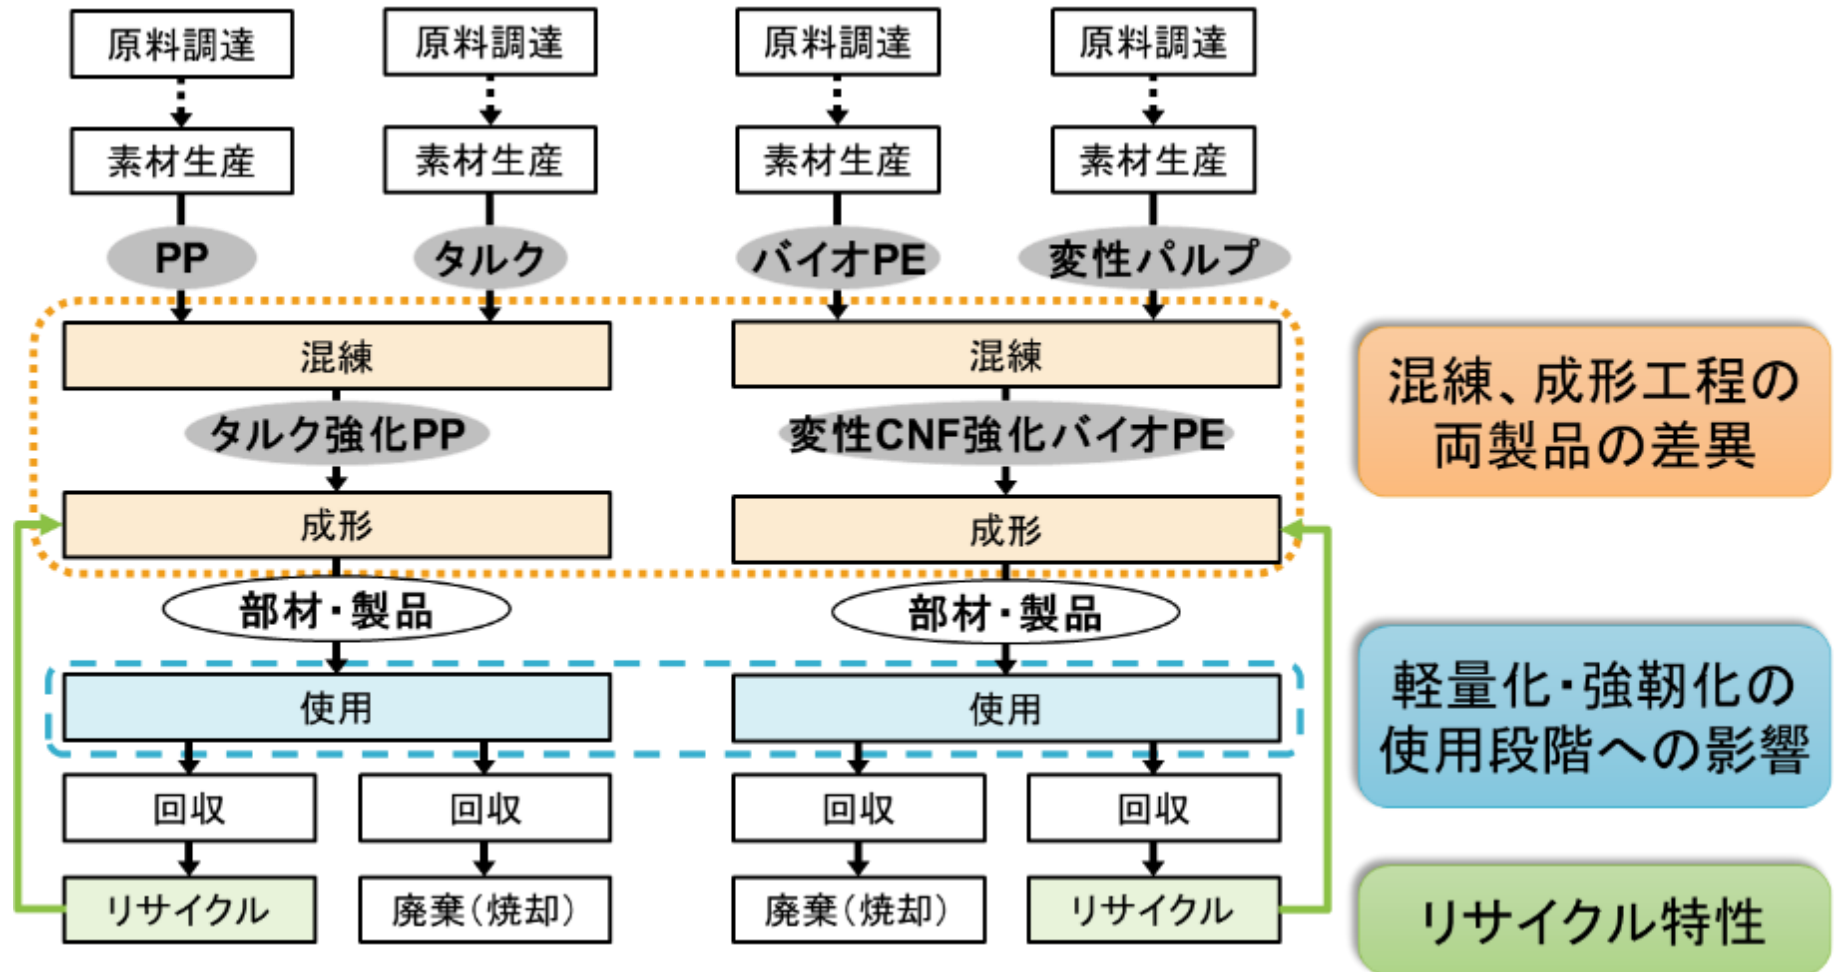 原料調達
原料調達
原料調達
原料調達
素材生産
素材生産
素材生産
素材生産
PP
タルク
バイオPE
変性パルプ
混練
混練
混練、成形工程の
両製品の差異
タルク強化PP
変性CNF強化バイオPE
成形
成形
部材・製品
部材・製品
使用
使用
軽量化・強靭化の
使用段階への影響
回収
回収
回収
回収
リサイクル
廃棄(焼却)
廃棄(焼却)
リサイクル
リサイクル特性